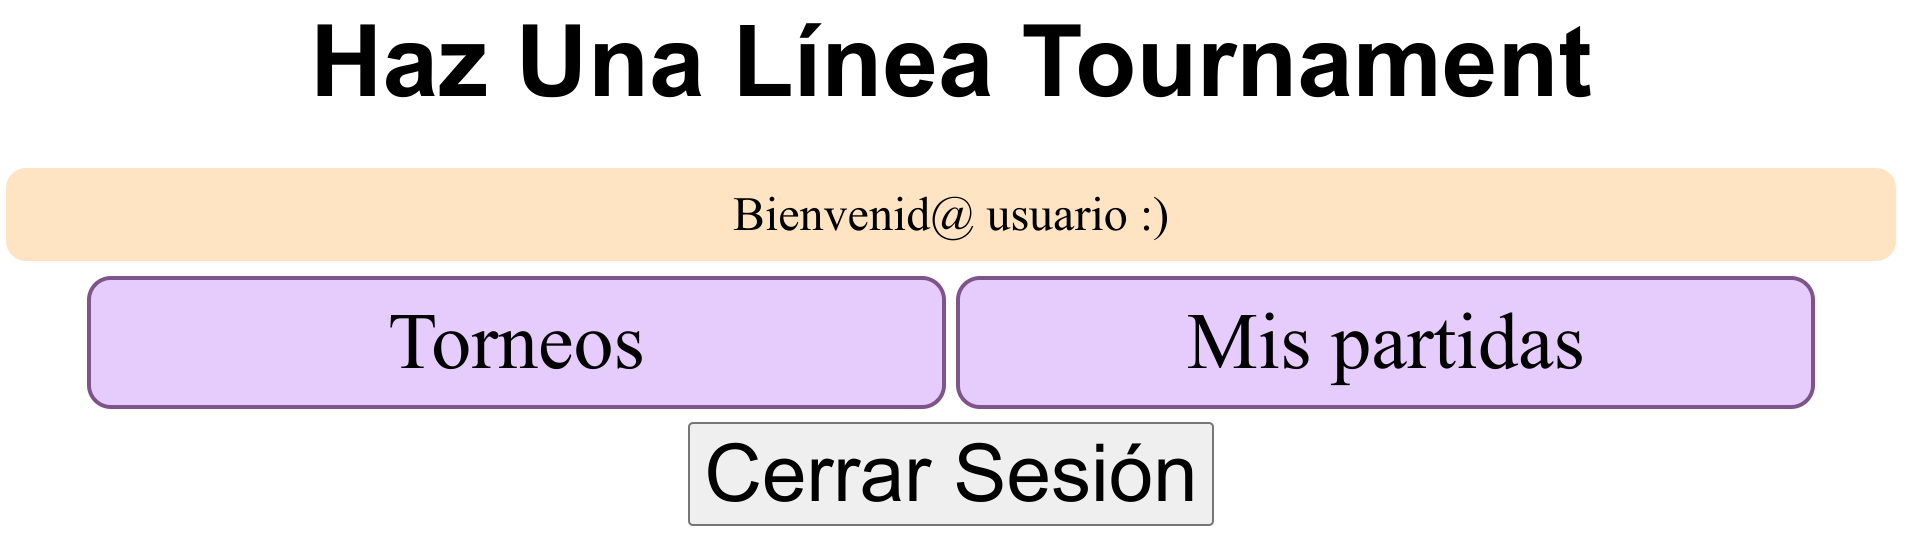 Haz Una Línea Tournament
Bienvenid@ usuario :)
Torneos
Mis partidas
Cerrar Sesión